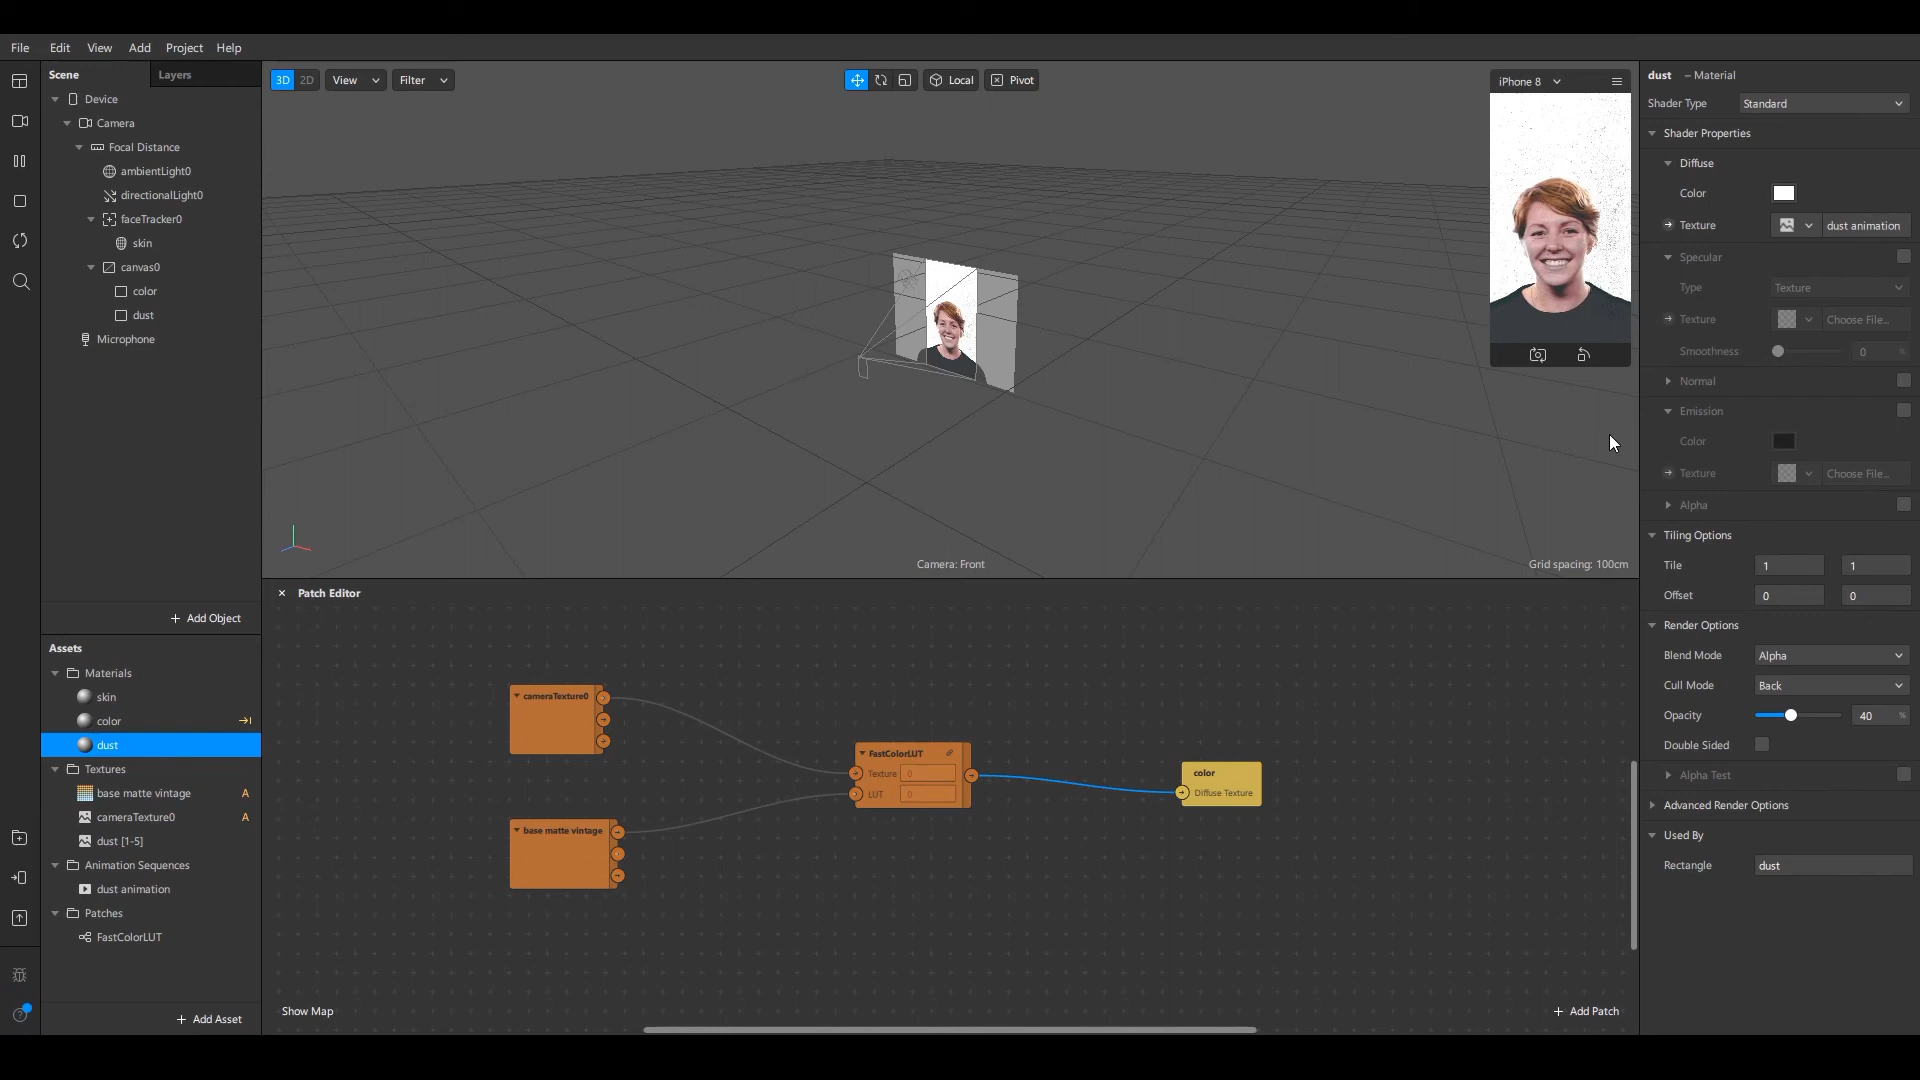 File Edit View Add Project Help
Scene Layers
Device
Camera
Focal Distance
ambientLight0
directionalLight0
faceTracker0
skin
canvas0
color
dust
Microphone
+ Add Object
Assets
Materials
skin
color
dust
Textures
base matte vintage A
cameraTexture0 A
dust [1-5]
Animation Sequences
dust animation
Patches
FastColorLUT
+ Add Asset
3D 2D View Filter Local Pivot
iPhone 8
Camera: Front
Grid spacing: 100cm
× Patch Editor
cameraTexture0
base matte vintage
FastColorLUT
Texture 0
LUT 0
color
Diffuse Texture
Show Map
+ Add Patch
dust – Material
Shader Type Standard
Shader Properties
Diffuse
Color
Texture dust animation
Specular
Type Texture
Texture Choose File...
Smoothness 0 %
Normal
Emission
Color
Texture Choose File...
Alpha
Tiling Options
Tile 1 1
Offset 0 0
Render Options
Blend Mode Alpha
Cull Mode Back
Opacity 40 %
Double Sided
Alpha Test
Advanced Render Options
Used By
Rectangle dust